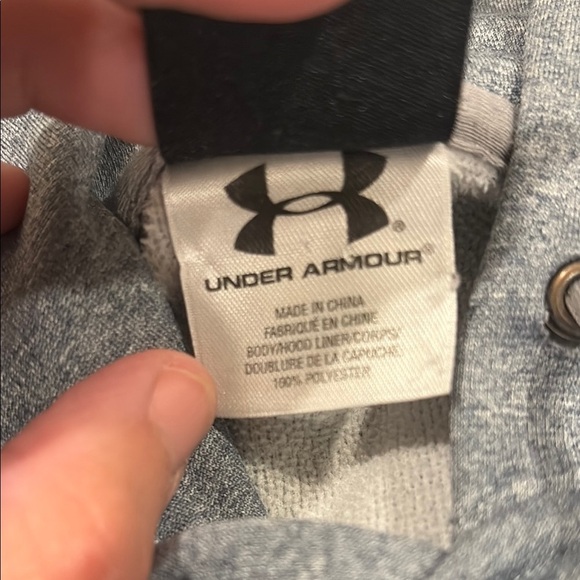 UNDER ARMOUR®
MADE IN CHINA
FABRIQUÉ EN CHINE
BODY/HOOD LINER/CORPS/
DOUBLURE DE LA CAPUCHE:
100% POLYESTER